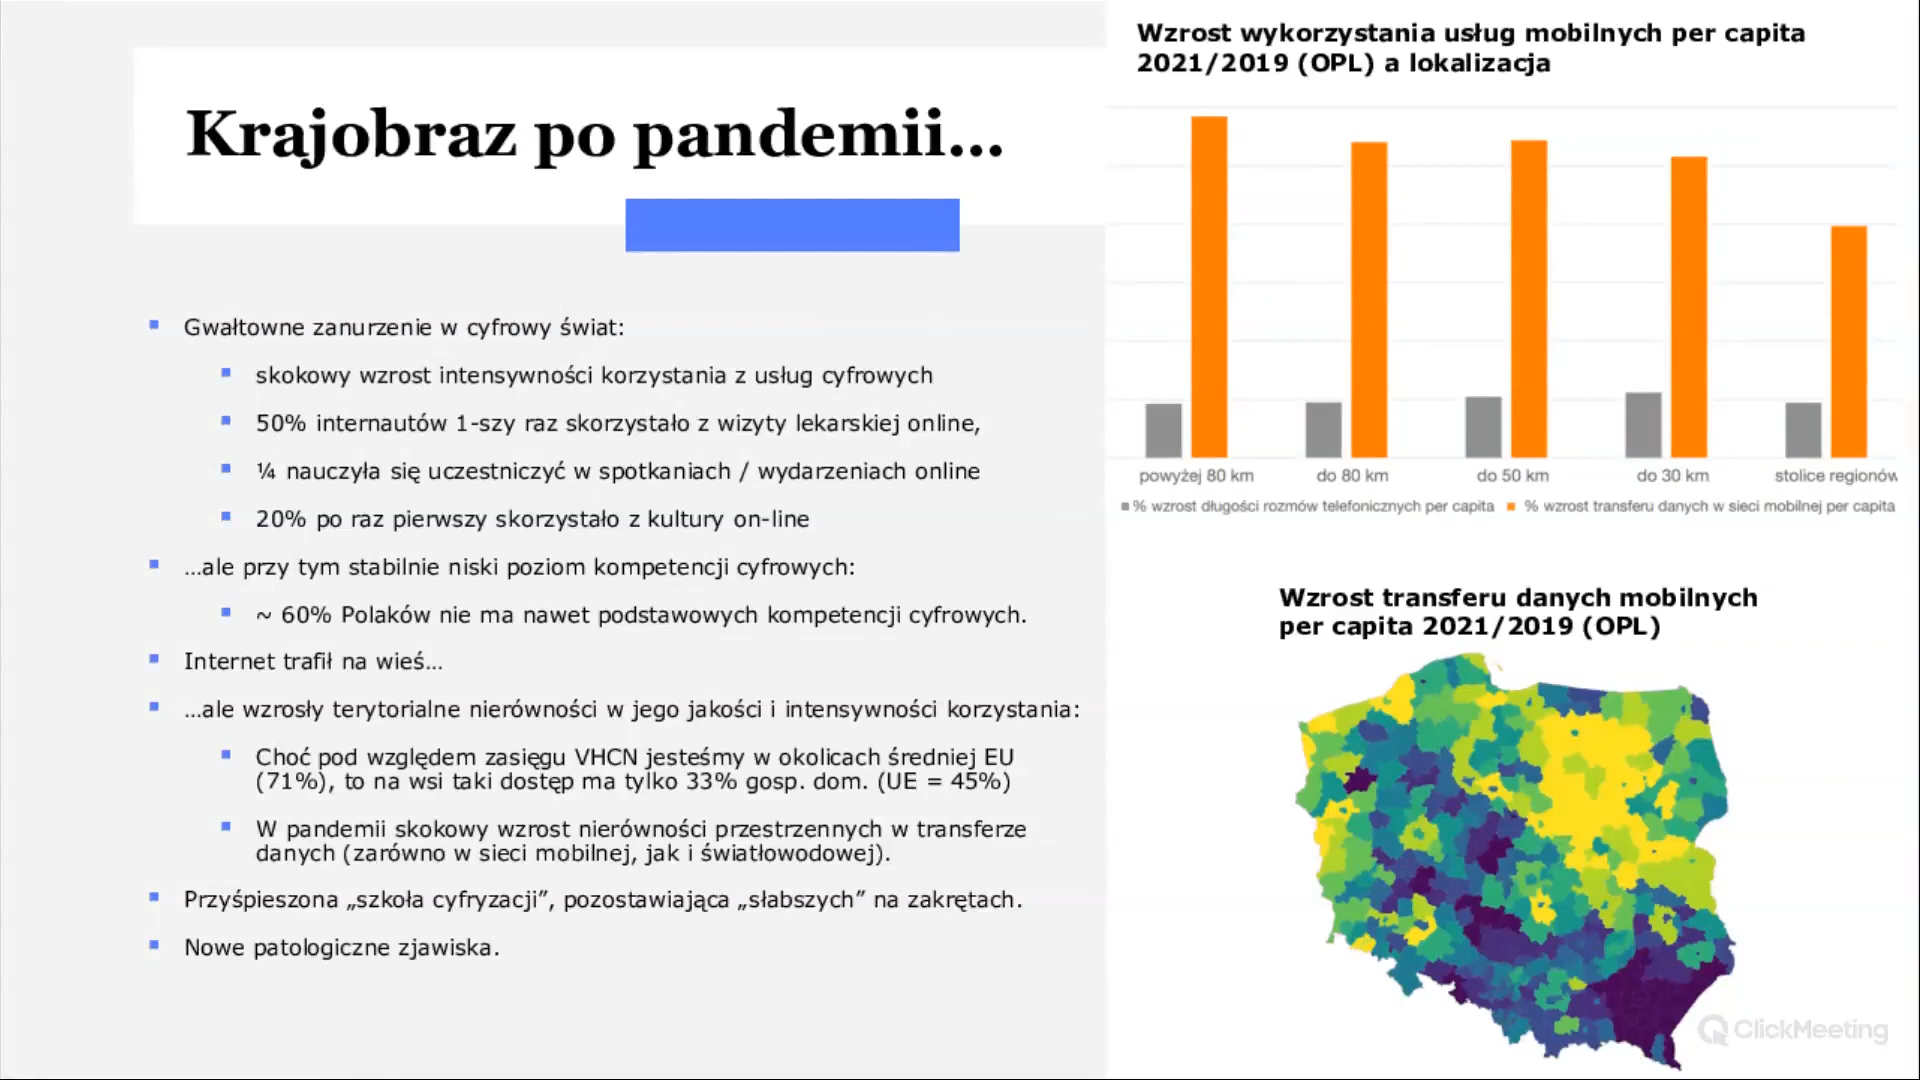 Krajobraz po pandemii...
Gwałtowne zanurzenie w cyfrowy świat:
skokowy wzrost intensywności korzystania z usług cyfrowych
50% internautów 1-szy raz skorzystało z wizyty lekarskiej online,
¼ nauczyła się uczestniczyć w spotkaniach / wydarzeniach online
20% po raz pierwszy skorzystało z kultury on-line
…ale przy tym stabilnie niski poziom kompetencji cyfrowych:
~ 60% Polaków nie ma nawet podstawowych kompetencji cyfrowych.
Internet trafił na wieś…
…ale wzrosły terytorialne nierówności w jego jakości i intensywności korzystania:
Choć pod względem zasięgu VHCN jesteśmy w okolicach średniej EU
(71%), to na wsi taki dostęp ma tylko 33% gosp. dom. (UE = 45%)
W pandemii skokowy wzrost nierówności przestrzennych w transferze
danych (zarówno w sieci mobilnej, jak i światłowodowej).
Przyśpieszona „szkoła cyfryzacji”, pozostawiająca „słabszych” na zakrętach.
Nowe patologiczne zjawiska.
Wzrost wykorzystania usług mobilnych per capita
2021/2019 (OPL) a lokalizacja
powyżej 80 km do 80 km do 50 km do 30 km stolice regionów
% wzrost długości rozmów telefonicznych per capita % wzrost transferu danych w sieci mobilnej per capita
Wzrost transferu danych mobilnych
per capita 2021/2019 (OPL)
ClickMeeting